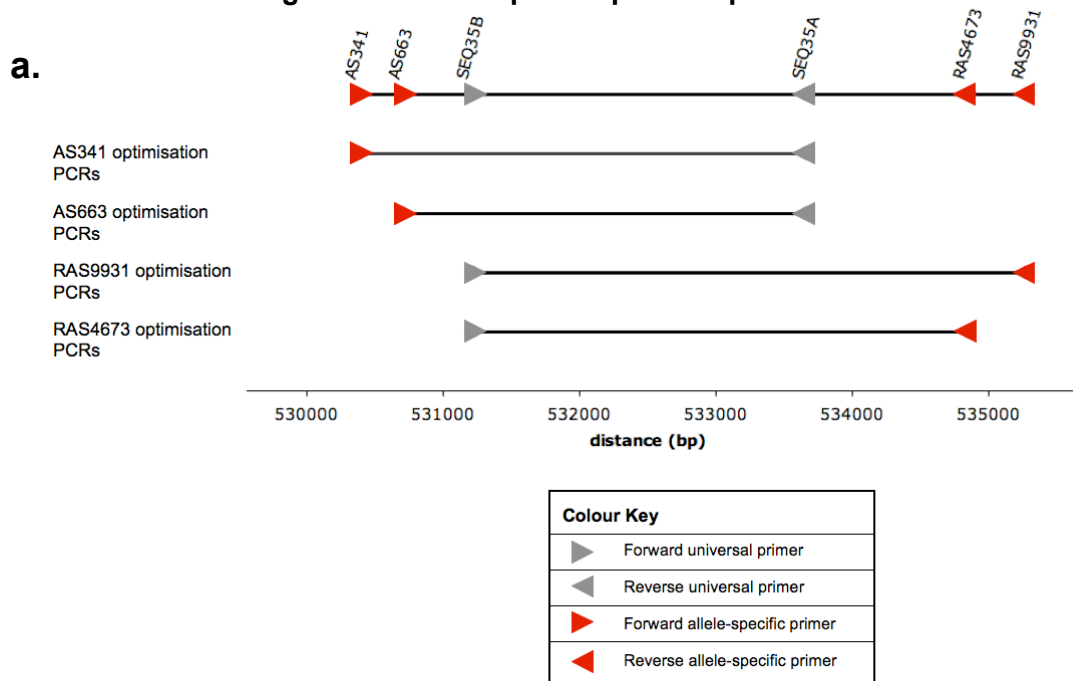 a.
AS341
AS663
SEQ35B
SEQ35A
RAS4673
RAS9931
AS341 optimisation
PCRs
AS663 optimisation
PCRs
RAS9931 optimisation
PCRs
RAS4673 optimisation
PCRs
530000 531000 532000 533000 534000 535000
distance (bp)
Colour Key
Forward universal primer
Reverse universal primer
Forward allele-specific primer
Reverse allele-specific primer